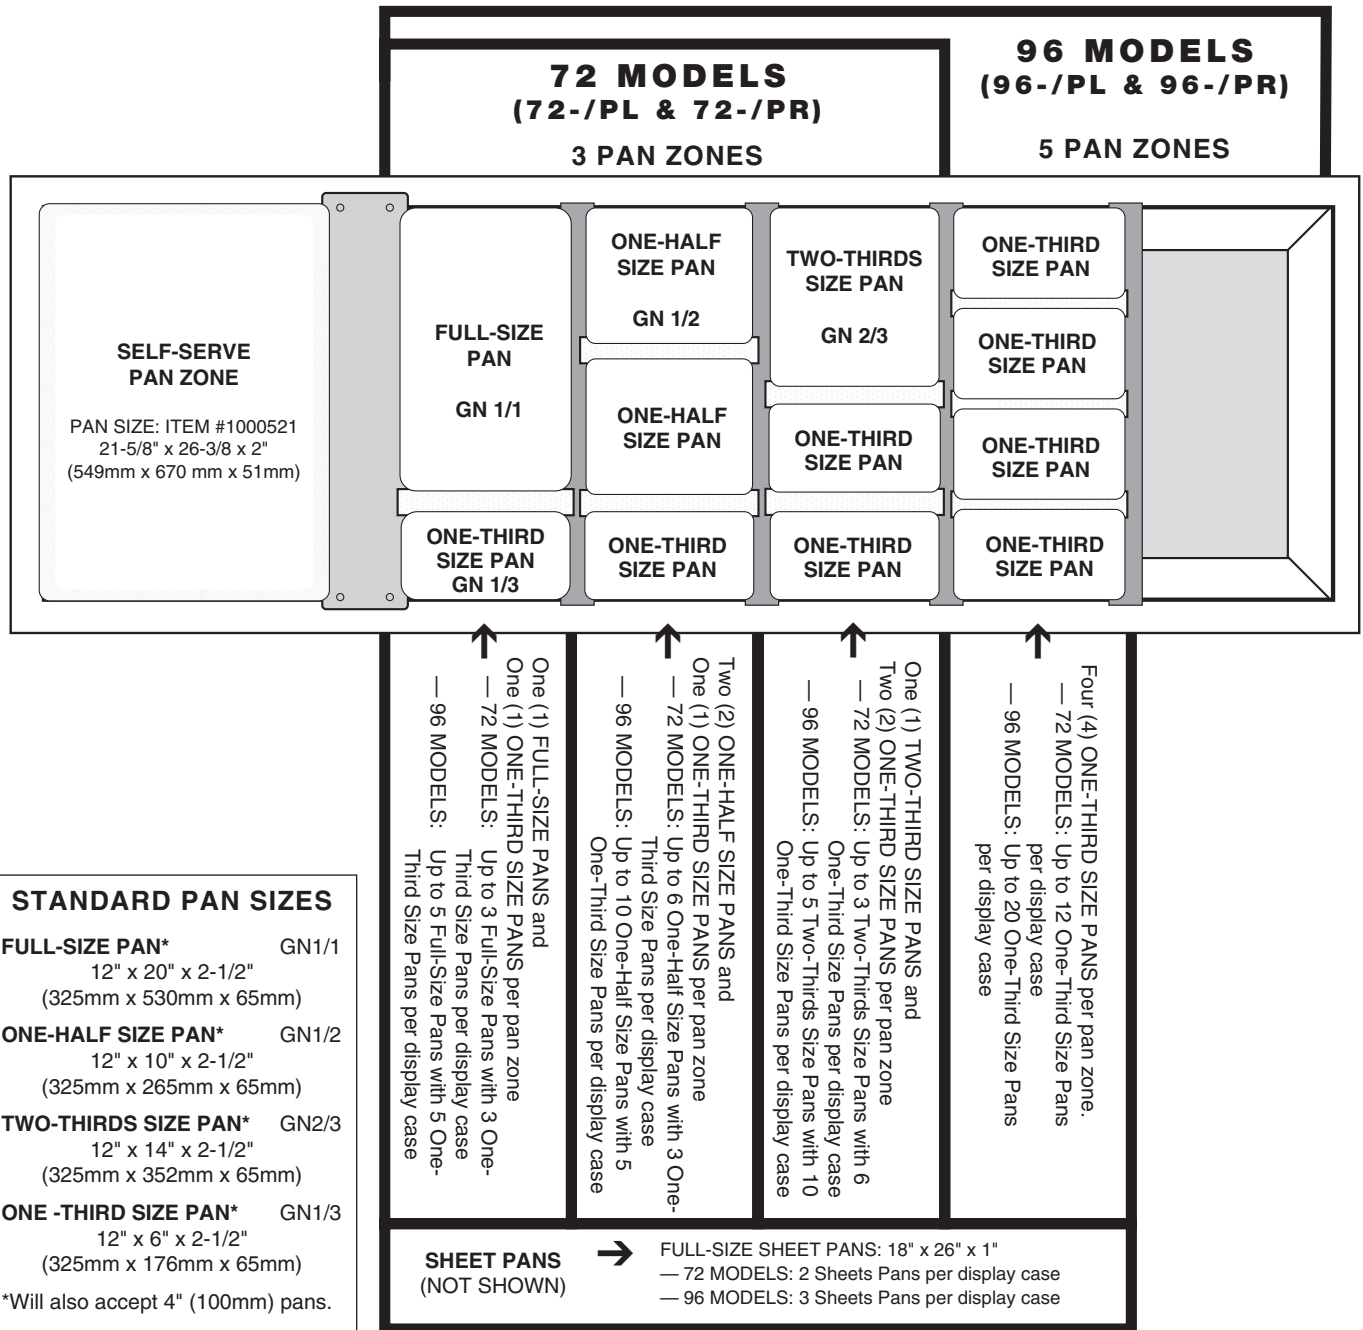 72 MODELS
(72-/PL & 72-/PR)
3 PAN ZONES
96 MODELS
(96-/PL & 96-/PR)
5 PAN ZONES
SELF-SERVE
PAN ZONE
PAN SIZE: ITEM #1000521
21-5/8" x 26-3/8 x 2"
(549mm x 670 mm x 51mm)
FULL-SIZE
PAN
GN 1/1
ONE-THIRD
SIZE PAN
GN 1/3
ONE-HALF
SIZE PAN
GN 1/2
ONE-HALF
SIZE PAN
ONE-THIRD
SIZE PAN
TWO-THIRDS
SIZE PAN
GN 2/3
ONE-THIRD
SIZE PAN
ONE-THIRD
SIZE PAN
ONE-THIRD
SIZE PAN
ONE-THIRD
SIZE PAN
ONE-THIRD
SIZE PAN
ONE-THIRD
SIZE PAN
One (1) FULL-SIZE PANS and
One (1) ONE-THIRD SIZE PANS per pan zone
— 72 MODELS: Up to 3 Full-Size Pans with 3 One-
Third Size Pans per display case
— 96 MODELS: Up to 5 Full-Size Pans with 5 One-
Third Size Pans per display case
Two (2) ONE-HALF SIZE PANS and
One (1) ONE-THIRD SIZE PANS per pan zone
— 72 MODELS: Up to 6 One-Half Size Pans with 3 One-
Third Size Pans per display case
— 96 MODELS: Up to 10 One-Half Size Pans with 5
One-Third Size Pans per display case
One (1) TWO-THIRD SIZE PANS and
Two (2) ONE-THIRD SIZE PANS per pan zone
— 72 MODELS: Up to 3 Two-Thirds Size Pans with 6
One-Third Size Pans per display case
— 96 MODELS: Up to 5 Two-Thirds Size Pans with 10
One-Third Size Pans per display case
Four (4) ONE-THIRD SIZE PANS per pan zone.
— 72 MODELS: Up to 12 One-Third Size Pans
per display case
— 96 MODELS: Up to 20 One-Third Size Pans
per display case
STANDARD PAN SIZES
FULL-SIZE PAN* GN1/1
12" x 20" x 2-1/2"
(325mm x 530mm x 65mm)
ONE-HALF SIZE PAN* GN1/2
12" x 10" x 2-1/2"
(325mm x 265mm x 65mm)
TWO-THIRDS SIZE PAN* GN2/3
12" x 14" x 2-1/2"
(325mm x 352mm x 65mm)
ONE -THIRD SIZE PAN* GN1/3
12" x 6" x 2-1/2"
(325mm x 176mm x 65mm)
*Will also accept 4" (100mm) pans.
SHEET PANS
(NOT SHOWN)
FULL-SIZE SHEET PANS: 18" x 26" x 1"
— 72 MODELS: 2 Sheets Pans per display case
— 96 MODELS: 3 Sheets Pans per display case